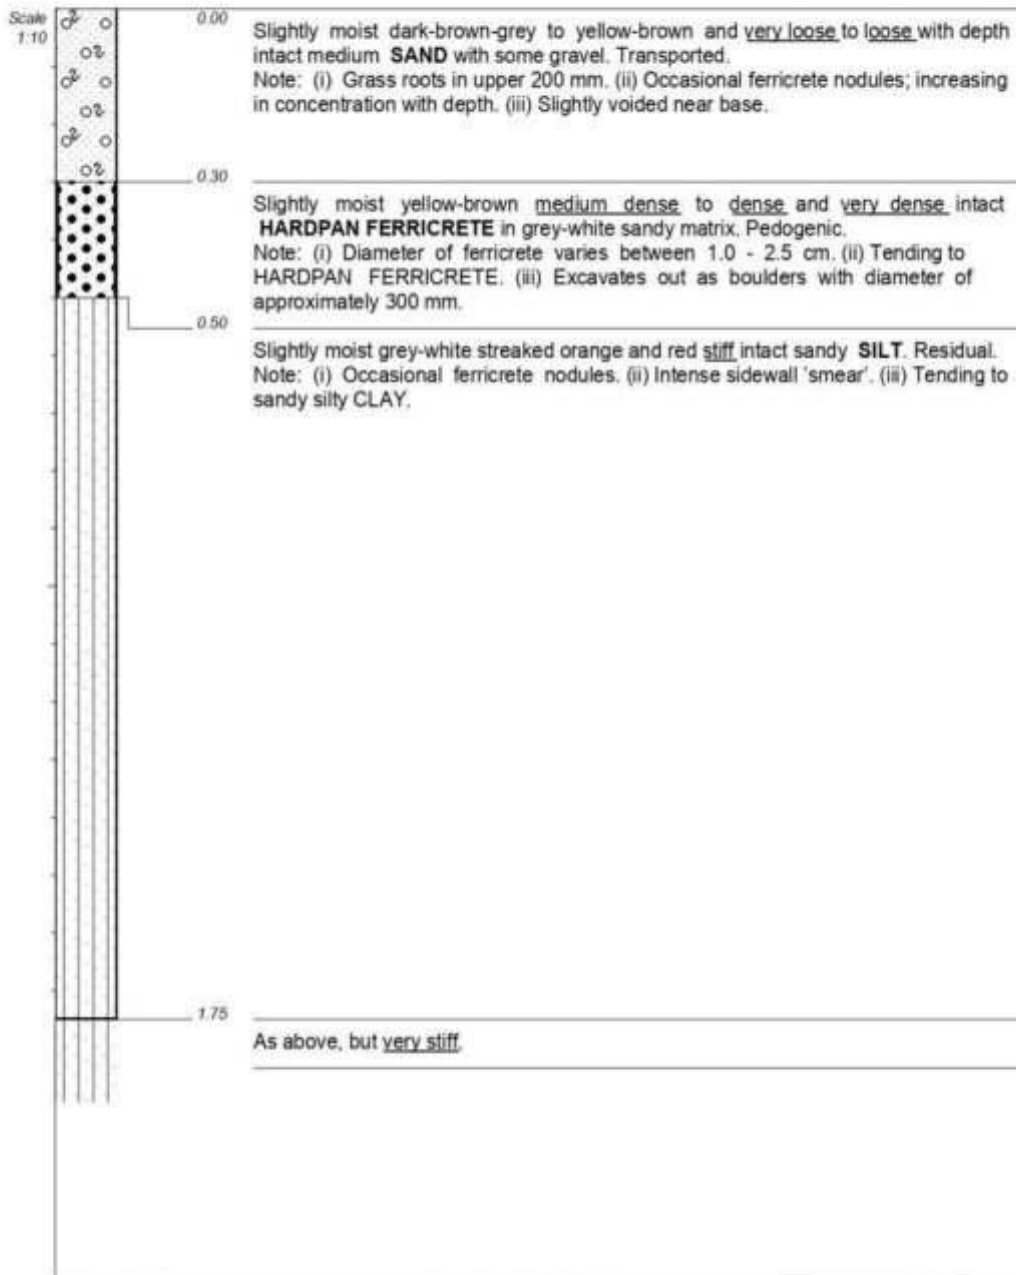 Scale
1:10
0.00
Slightly moist dark-brown-grey to yellow-brown and very loose to loose with depth
intact medium SAND with some gravel. Transported.
Note: (i) Grass roots in upper 200 mm. (ii) Occasional ferricrete nodules; increasing
in concentration with depth. (iii) Slightly voided near base.
0.30
Slightly moist yellow-brown medium dense to dense and very dense intact
HARDPAN FERRICRETE in grey-white sandy matrix. Pedogenic.
Note: (i) Diameter of ferricrete varies between 1.0 - 2.5 cm. (ii) Tending to
HARDPAN FERRICRETE. (iii) Excavates out as boulders with diameter of
approximately 300 mm.
0.50
Slightly moist grey-white streaked orange and red stiff intact sandy SILT. Residual.
Note: (i) Occasional ferricrete nodules. (ii) Intense sidewall 'smear'. (iii) Tending to
sandy silty CLAY.
1.75
As above, but very stiff.